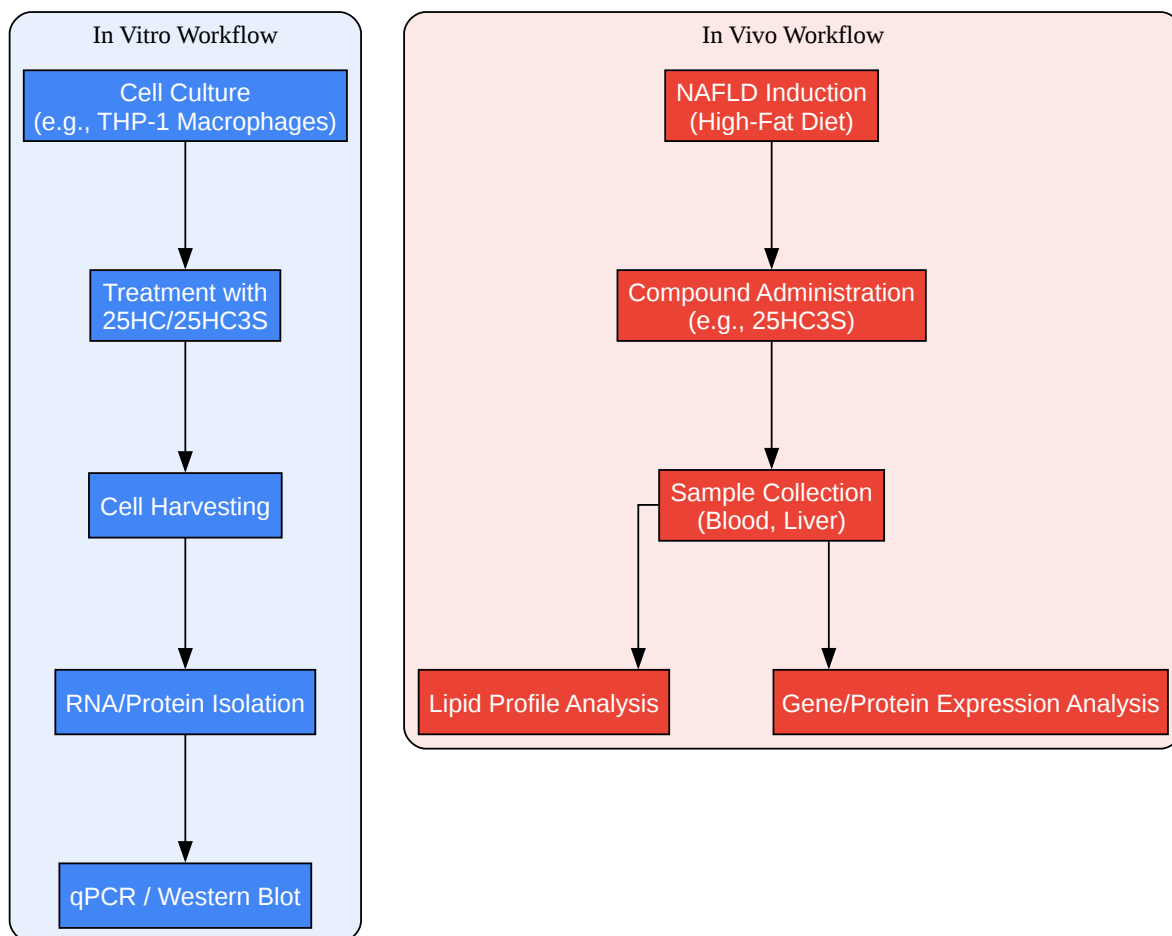 In Vitro Workflow
Cell Culture
(e.g., THP-1 Macrophages)
Treatment with
25HC/25HC3S
Cell Harvesting
RNA/Protein Isolation
qPCR / Western Blot
In Vivo Workflow
NAFLD Induction
(High-Fat Diet)
Compound Administration
(e.g., 25HC3S)
Sample Collection
(Blood, Liver)
Lipid Profile Analysis
Gene/Protein Expression Analysis